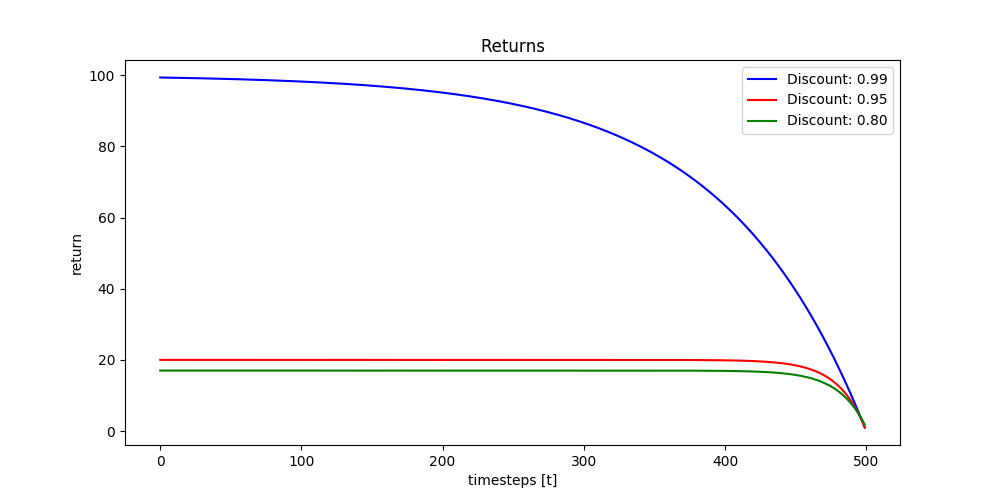 Returns
Discount: 0.99
Discount: 0.95
Discount: 0.80
return
100
80
60
40
20
0
0 100 200 300 400 500
timesteps [t]